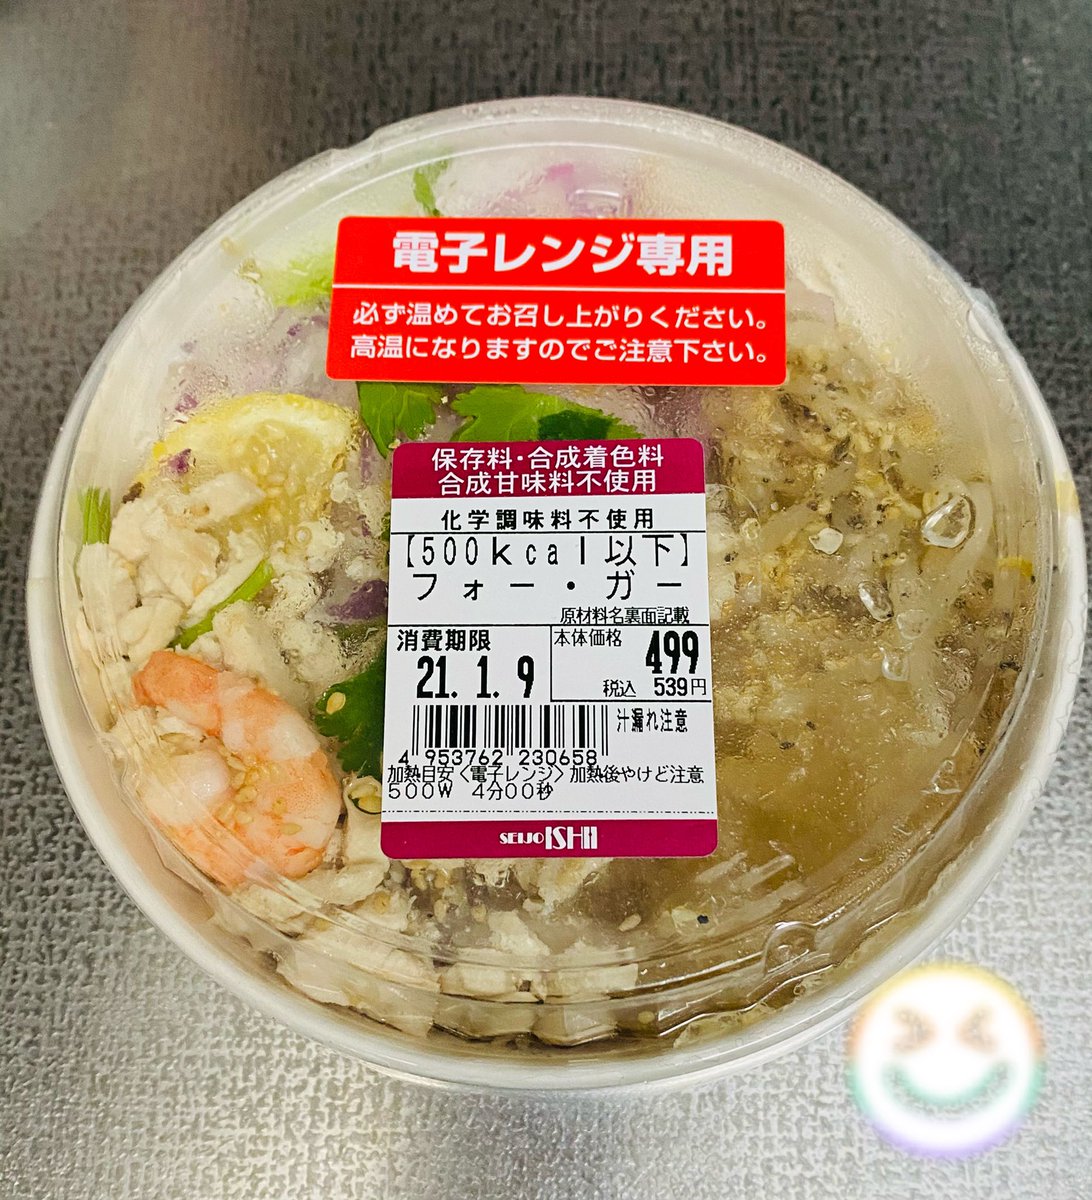 電子レンジ専用
必ず温めてお召し上がりください。
高温になりますのでご注意下さい。
保存料・合成着色料
合成甘味料不使用
化学調味料不使用
【500kcal以下】
フォー・ガー
原材料名裏面記載
消費期限
21.1.9
本体価格
499
税込 539円
汁漏れ注意
4 953762 230658
加熱目安<電子レンジ>加熱後やけど注意
500W 4分00秒
SEIJO ISHII